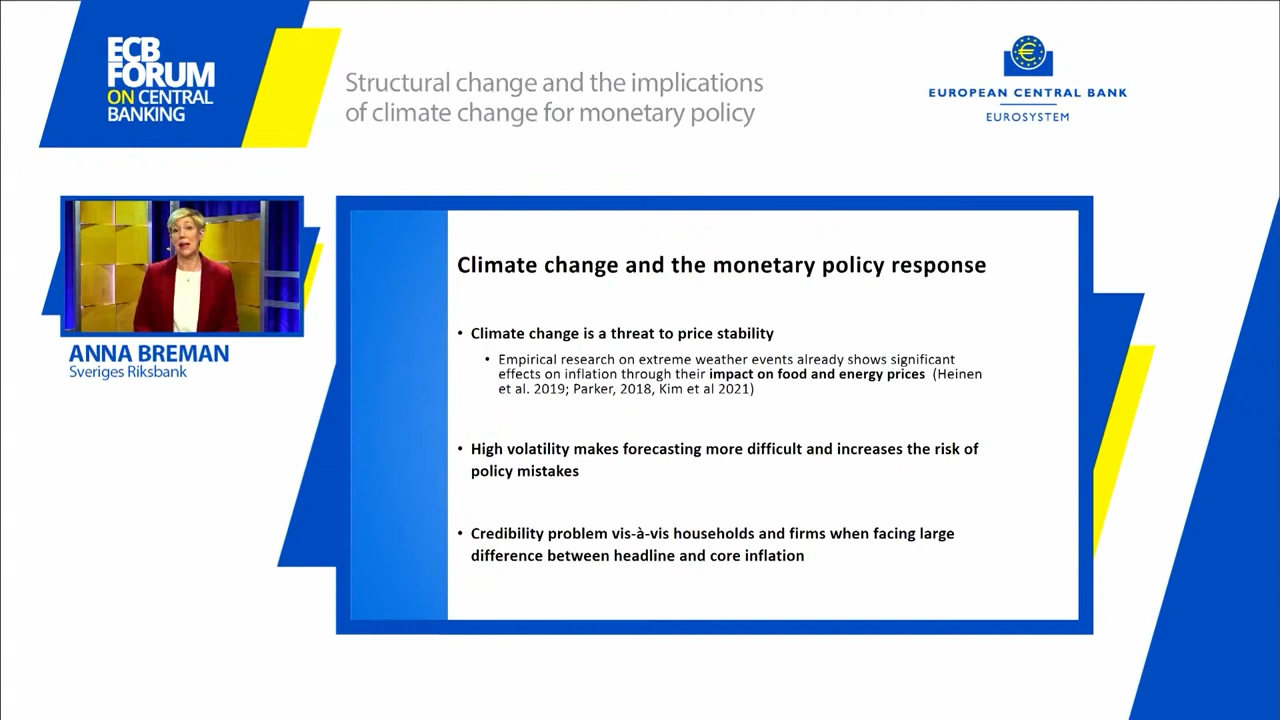 ECB
FORUM
ON CENTRAL
BANKING
Structural change and the implications
of climate change for monetary policy
€
EUROPEAN CENTRAL BANK
EUROSYSTEM
ANNA BREMAN
Sveriges Riksbank
Climate change and the monetary policy response
• Climate change is a threat to price stability
• Empirical research on extreme weather events already shows significant
effects on inflation through their impact on food and energy prices (Heinen
et al. 2019; Parker, 2018, Kim et al 2021)
• High volatility makes forecasting more difficult and increases the risk of
policy mistakes
• Credibility problem vis-à-vis households and firms when facing large
difference between headline and core inflation